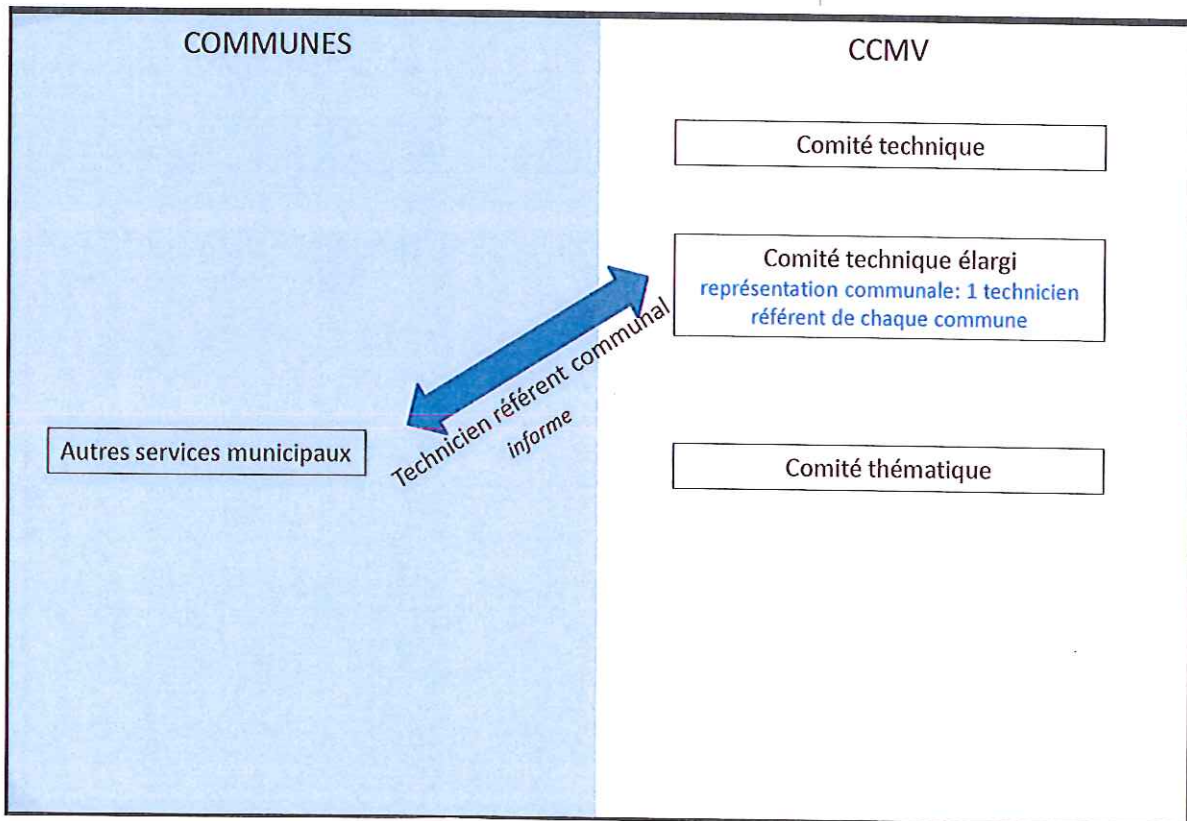 COMMUNES
CCMV
Comité technique
Comité technique élargi
représentation communale: 1 technicien
référent de chaque commune
Technicien référent communal
informe
Autres services municipaux
Comité thématique